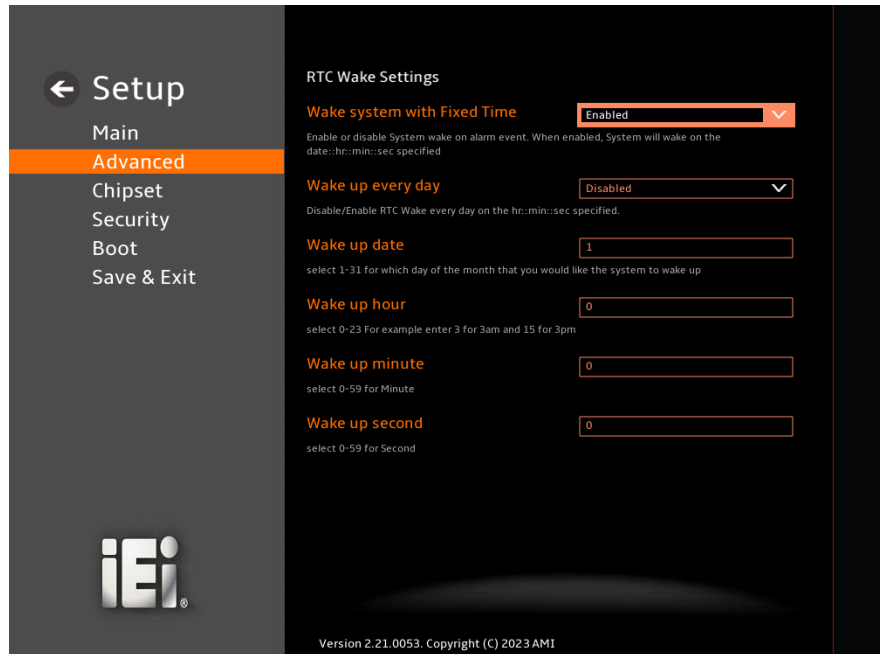 Setup
Main
Advanced
Chipset
Security
Boot
Save & Exit
RTC Wake Settings
Wake system with Fixed Time
Enabled
Enable or disable System wake on alarm event. When enabled, System will wake on the
date::hr::min::sec specified
Wake up every day
Disabled
Disable/Enable RTC Wake every day on the hr::min::sec specified.
Wake up date
1
select 1-31 for which day of the month that you would like the system to wake up
Wake up hour
0
select 0-23 For example enter 3 for 3am and 15 for 3pm
Wake up minute
0
select 0-59 for Minute
Wake up second
0
select 0-59 for Second
iEi®
Version 2.21.0053. Copyright (C) 2023 AMI